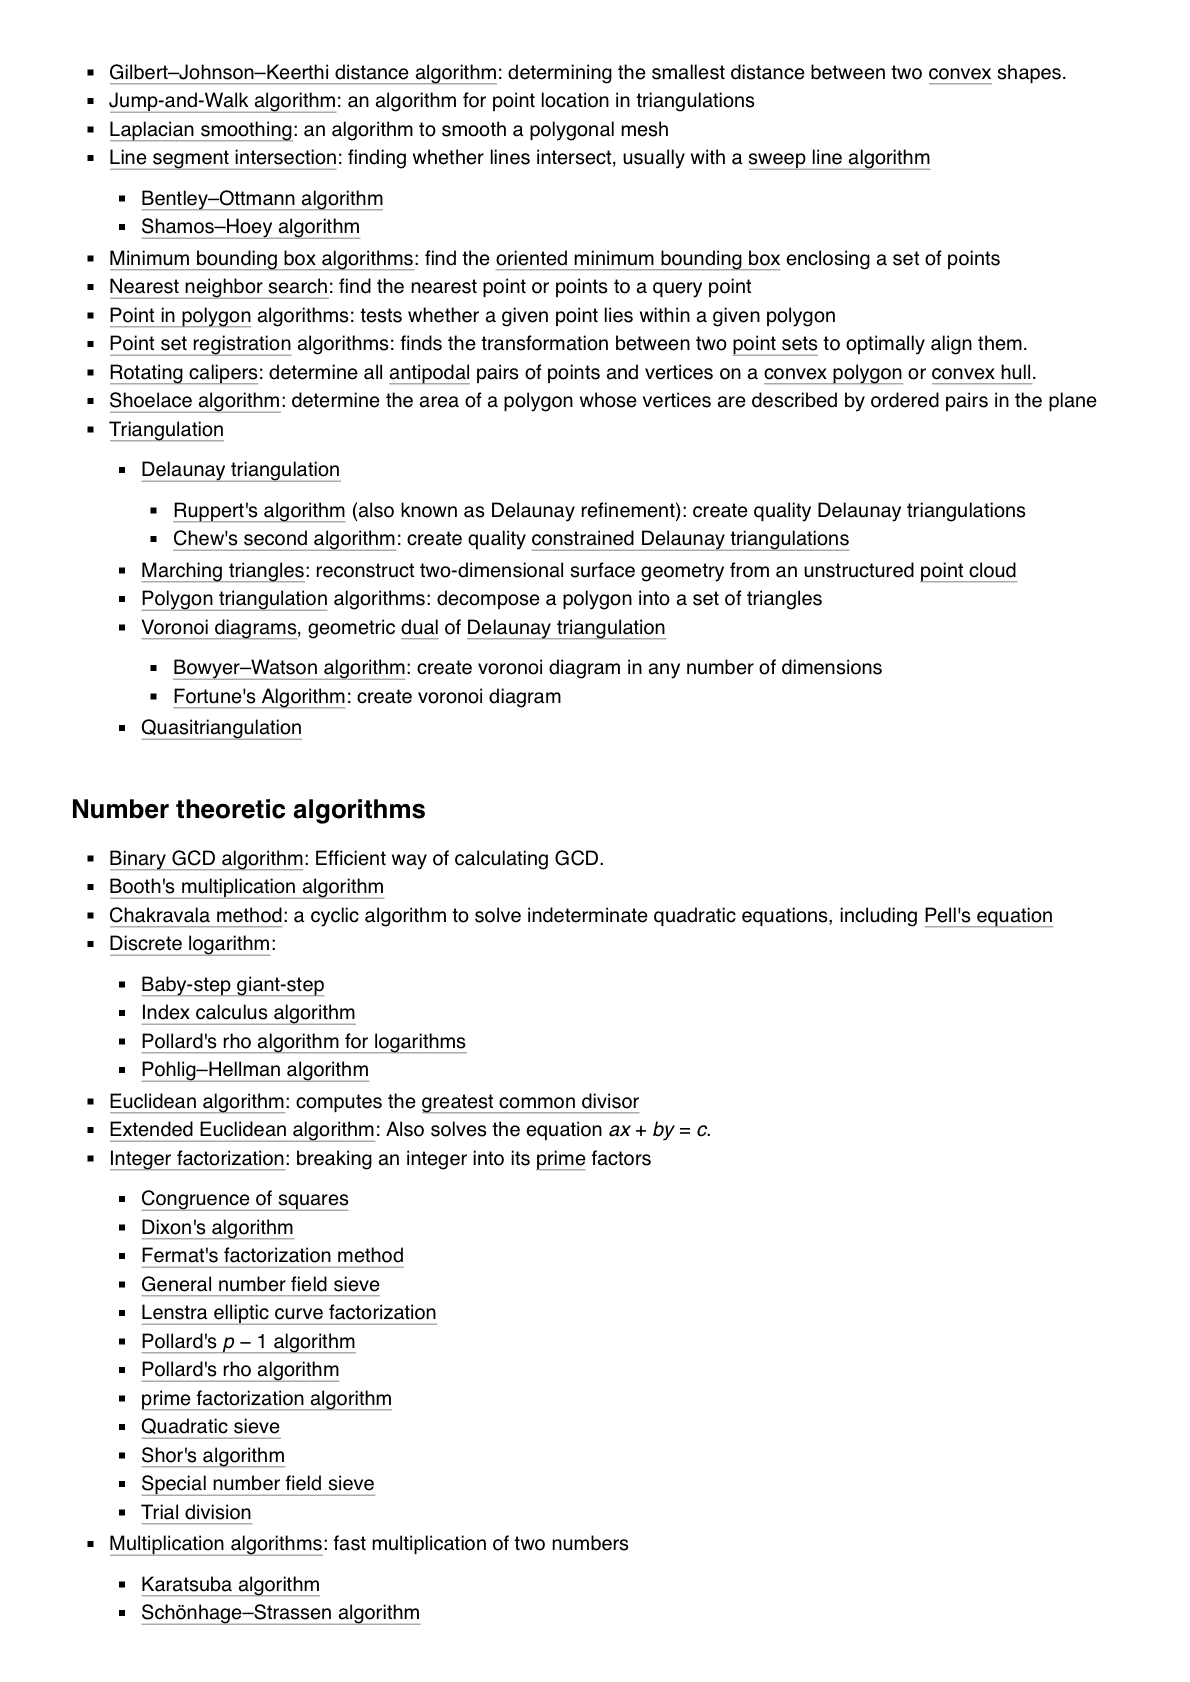 Gilbert–Johnson–Keerthi distance algorithm: determining the smallest distance between two convex shapes.
Jump-and-Walk algorithm: an algorithm for point location in triangulations
Laplacian smoothing: an algorithm to smooth a polygonal mesh
Line segment intersection: finding whether lines intersect, usually with a sweep line algorithm
Bentley–Ottmann algorithm
Shamos–Hoey algorithm
Minimum bounding box algorithms: find the oriented minimum bounding box enclosing a set of points
Nearest neighbor search: find the nearest point or points to a query point
Point in polygon algorithms: tests whether a given point lies within a given polygon
Point set registration algorithms: finds the transformation between two point sets to optimally align them.
Rotating calipers: determine all antipodal pairs of points and vertices on a convex polygon or convex hull.
Shoelace algorithm: determine the area of a polygon whose vertices are described by ordered pairs in the plane
Triangulation
Delaunay triangulation
Ruppert's algorithm (also known as Delaunay refinement): create quality Delaunay triangulations
Chew's second algorithm: create quality constrained Delaunay triangulations
Marching triangles: reconstruct two-dimensional surface geometry from an unstructured point cloud
Polygon triangulation algorithms: decompose a polygon into a set of triangles
Voronoi diagrams, geometric dual of Delaunay triangulation
Bowyer–Watson algorithm: create voronoi diagram in any number of dimensions
Fortune's Algorithm: create voronoi diagram
Quasitriangulation
Number theoretic algorithms
Binary GCD algorithm: Efficient way of calculating GCD.
Booth's multiplication algorithm
Chakravala method: a cyclic algorithm to solve indeterminate quadratic equations, including Pell's equation
Discrete logarithm:
Baby-step giant-step
Index calculus algorithm
Pollard's rho algorithm for logarithms
Pohlig–Hellman algorithm
Euclidean algorithm: computes the greatest common divisor
Extended Euclidean algorithm: Also solves the equation ax + by = c.
Integer factorization: breaking an integer into its prime factors
Congruence of squares
Dixon's algorithm
Fermat's factorization method
General number field sieve
Lenstra elliptic curve factorization
Pollard's p − 1 algorithm
Pollard's rho algorithm
prime factorization algorithm
Quadratic sieve
Shor's algorithm
Special number field sieve
Trial division
Multiplication algorithms: fast multiplication of two numbers
Karatsuba algorithm
Schönhage–Strassen algorithm